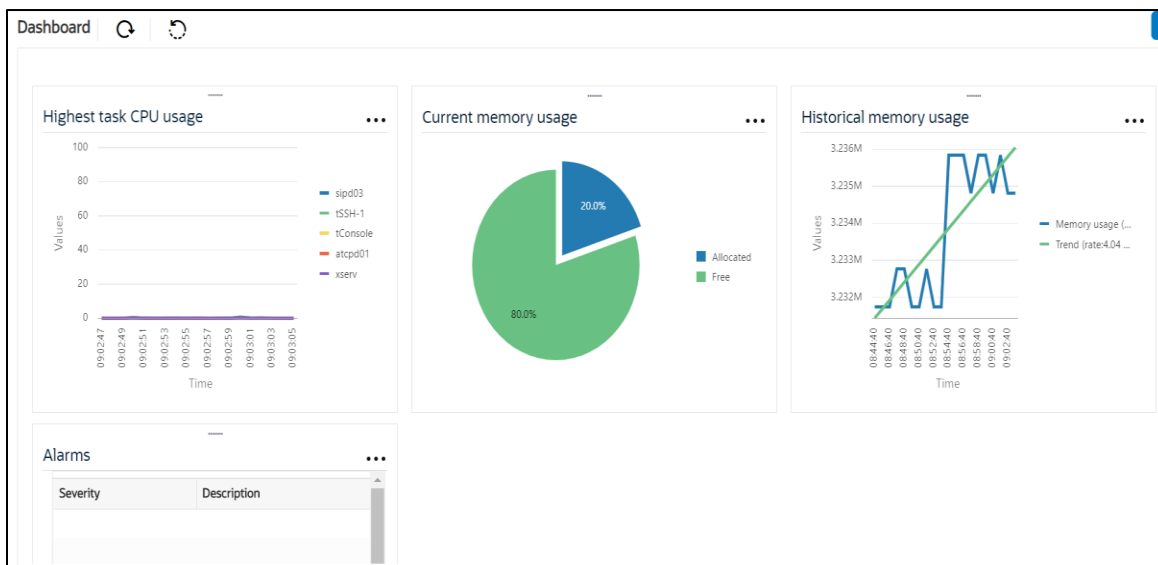 Dashboard
Highest task CPU usage
100
80
60
40
20
0
Values
09:02:47
09:02:49
09:02:51
09:02:53
09:02:55
09:02:57
09:02:59
09:03:01
09:03:03
09:03:05
Time
sipd03
tSSH-1
tConsole
atcpd01
xserv
Current memory usage
20.0%
80.0%
Allocated
Free
Historical memory usage
3.236M
3.235M
3.234M
3.233M
3.232M
Values
08:44:40
08:46:40
08:48:40
08:50:40
08:52:40
08:54:40
08:56:40
08:58:40
09:00:40
09:02:40
Time
Memory usage (...
Trend (rate:4.04 ...
Alarms
Severity Description